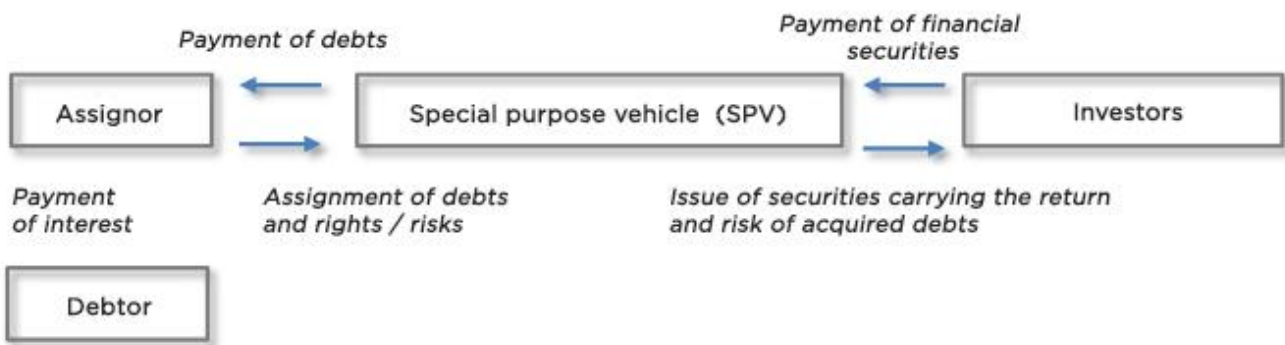 Payment of debts
Payment of financial
securities
Assignor
Special purpose vehicle (SPV)
Investors
Payment
of interest
Assignment of debts
and rights / risks
Issue of securities carrying the return
and risk of acquired debts
Debtor